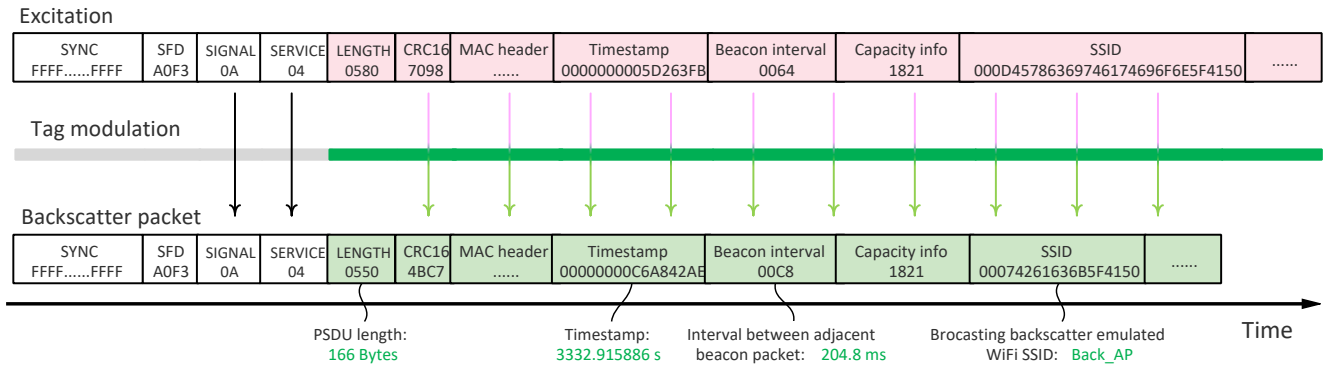 Excitation
SYNC SFD SIGNAL SERVICE LENGTH CRC16 MAC header Timestamp Beacon interval Capacity info SSID
FFFF......FFFF A0F3 0A 04 0580 7098 ...... 0000000005D263FB 0064 1821 000D45786369746174696F6E5F4150 ......
Tag modulation
Backscatter packet
SYNC SFD SIGNAL SERVICE LENGTH CRC16 MAC header Timestamp Beacon interval Capacity info SSID
FFFF......FFFF A0F3 0A 04 0550 4BC7 ...... 00000000C6A842AE 00C8 1821 00074261636B5F4150 ......
Time
PSDU length: Timestamp: Interval between adjacent Brocasting backscatter emulated
166 Bytes 3332.915886 s beacon packet: 204.8 ms WiFi SSID: Back_AP